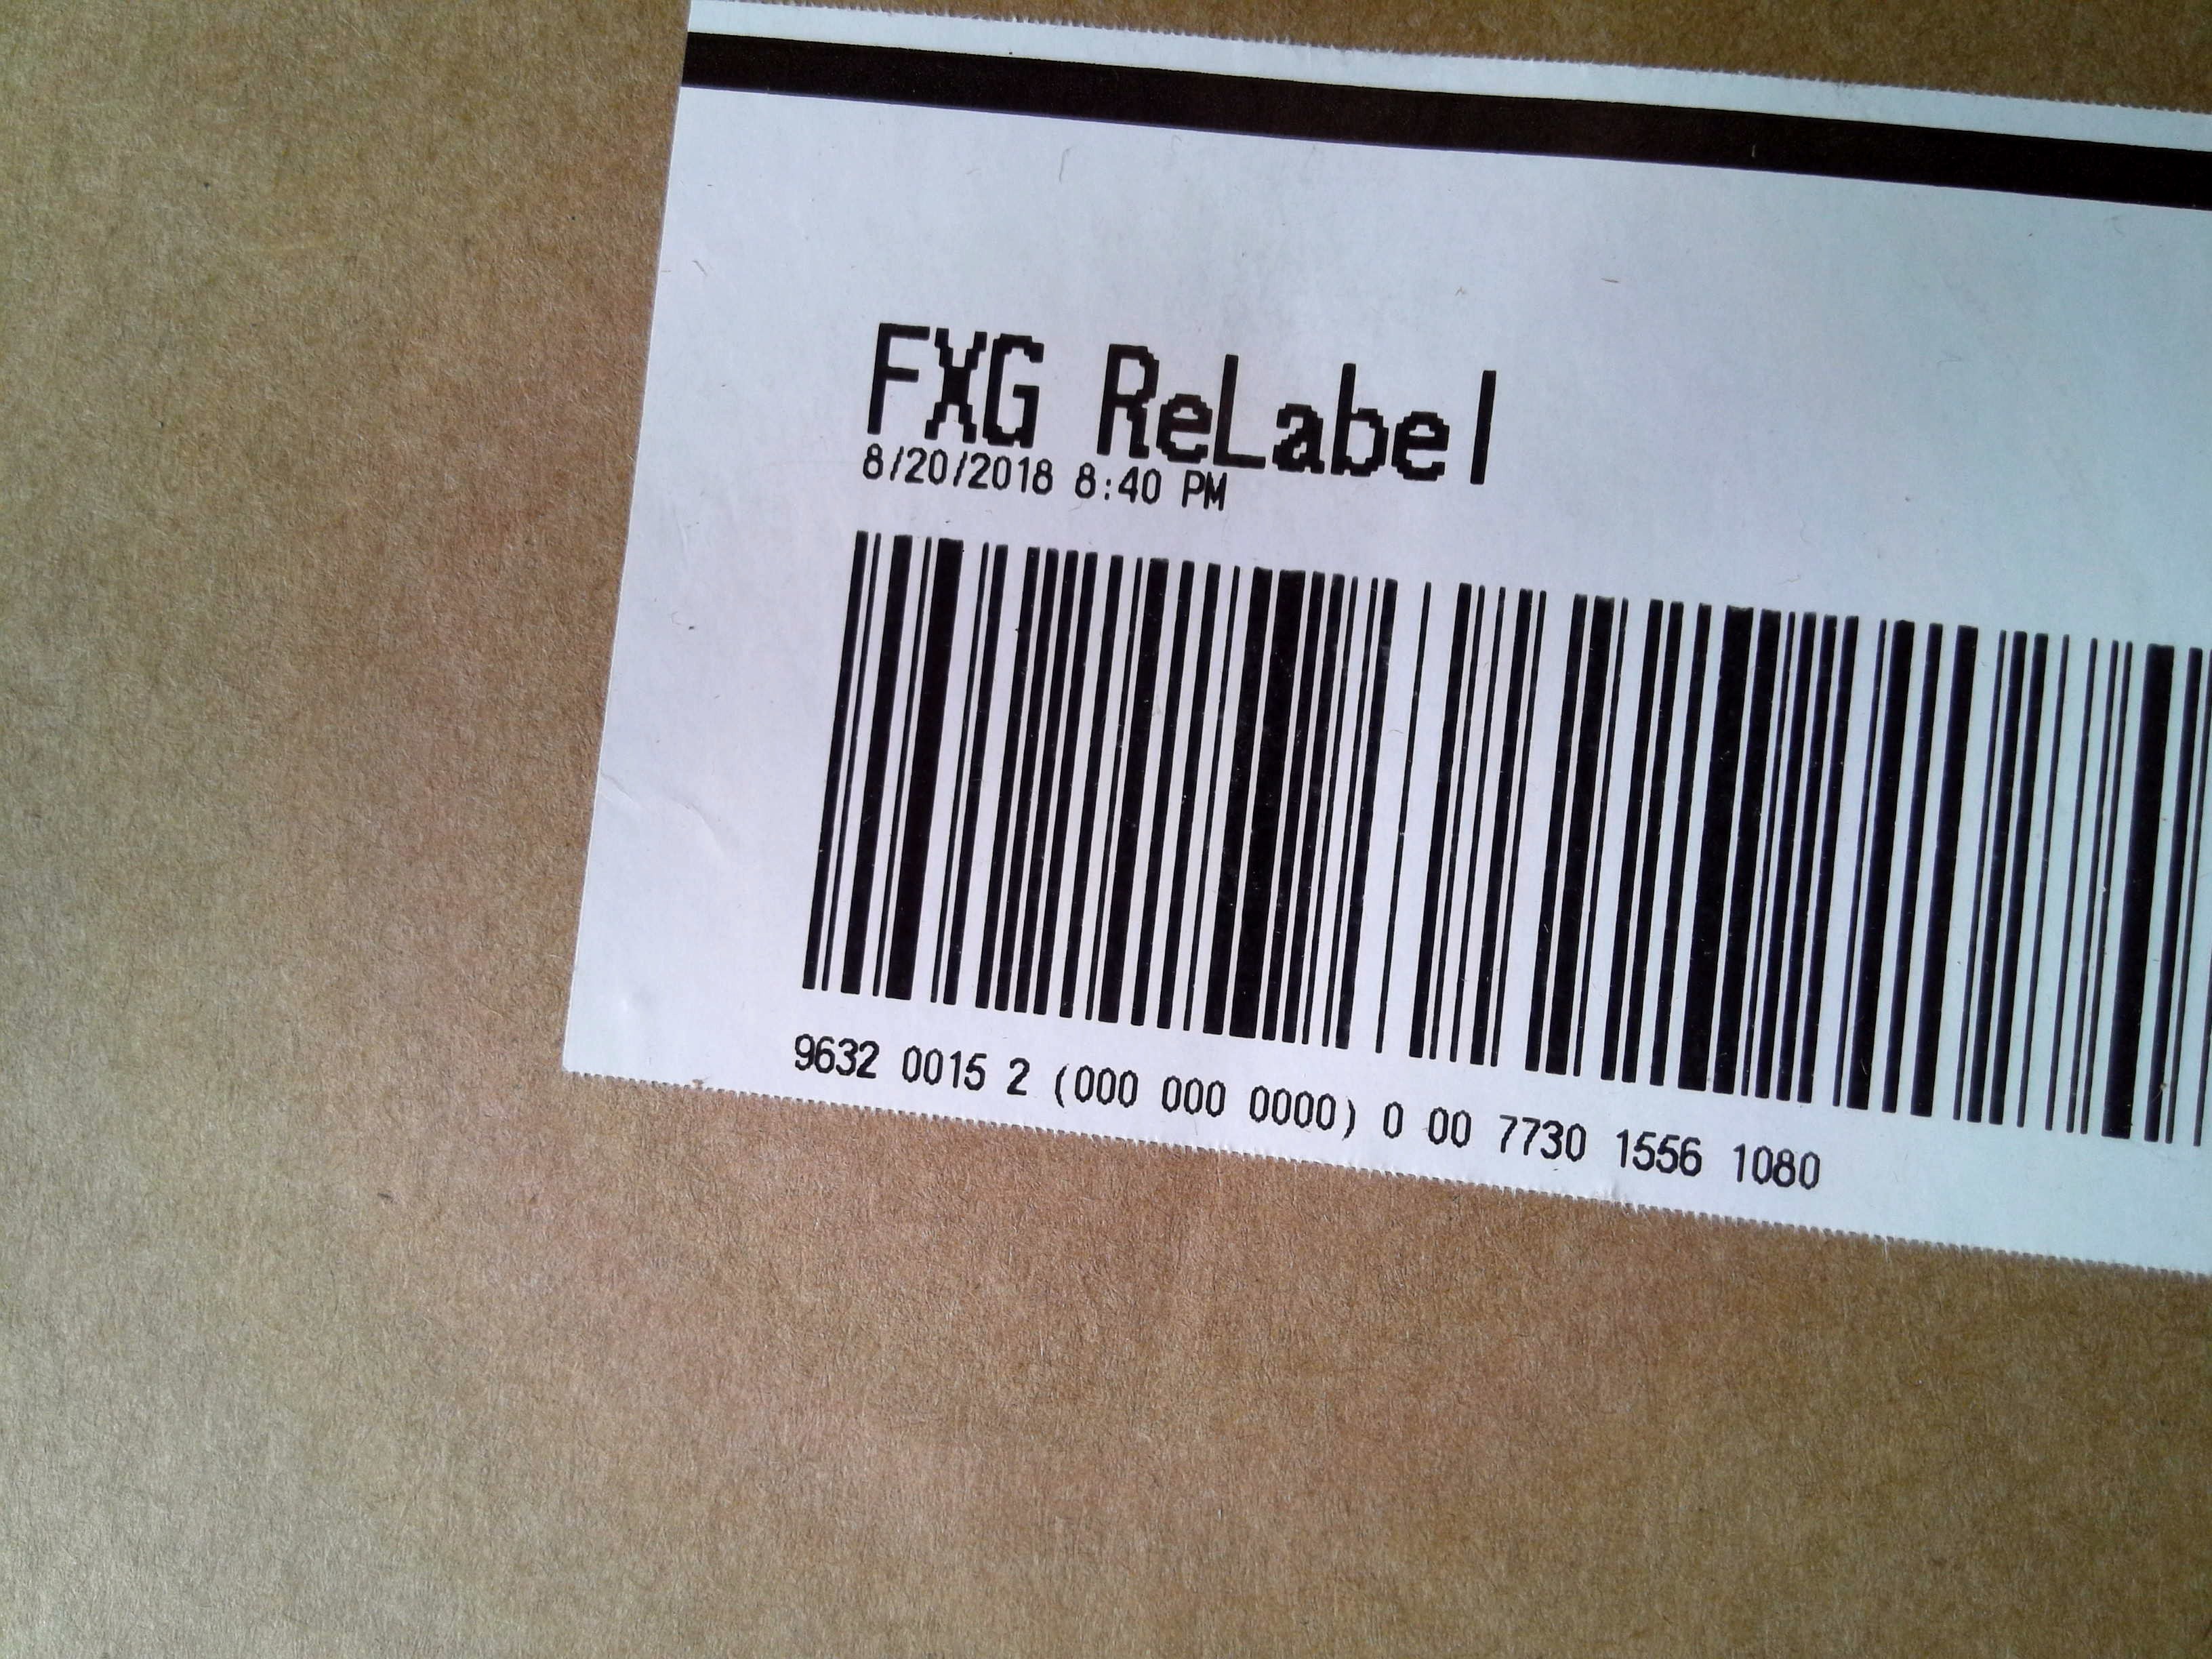 FXG ReLabel
8/20/2018 8:40 PM
9632 0015 2 (000 000 0000) 0 00 7730 1556 1080